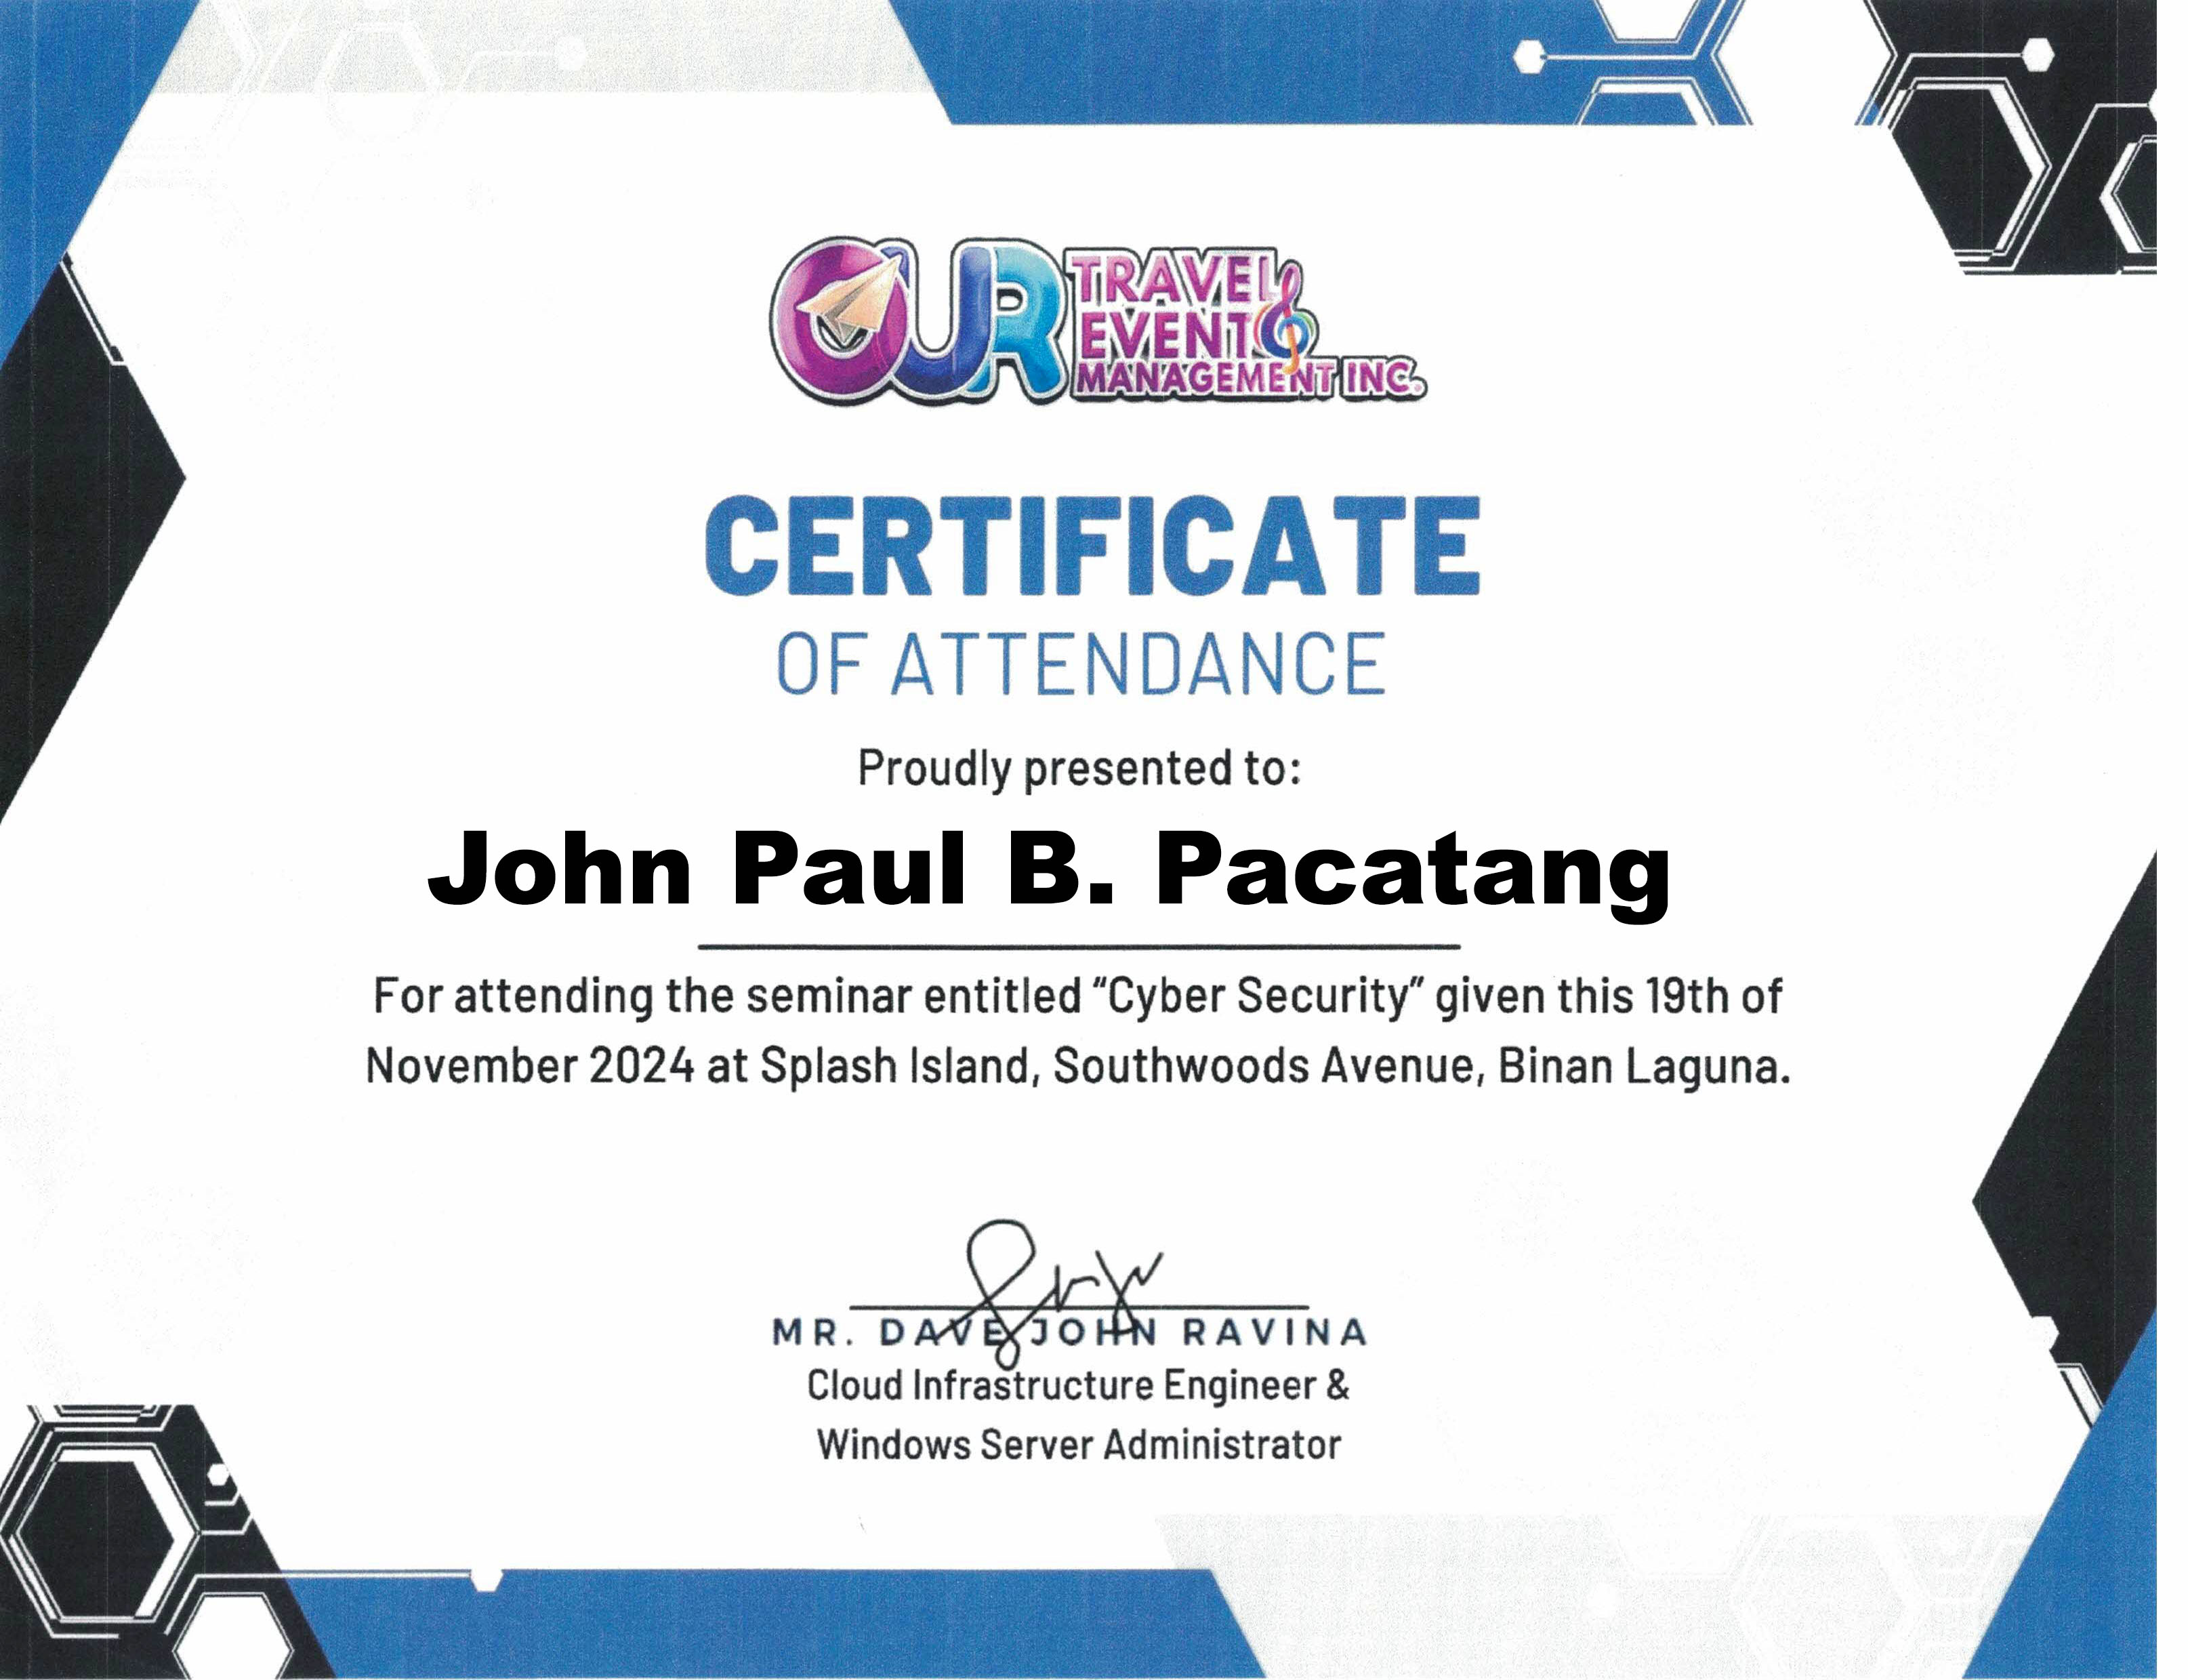 OUR TRAVEL
EVENT
MANAGEMENT INC.
CERTIFICATE
OF ATTENDANCE
Proudly presented to:
John Paul B. Pacatang
For attending the seminar entitled “Cyber Security” given this 19th of
November 2024 at Splash Island, Southwoods Avenue, Binan Laguna.
MR. DAVE JOHN RAVINA
Cloud Infrastructure Engineer &
Windows Server Administrator